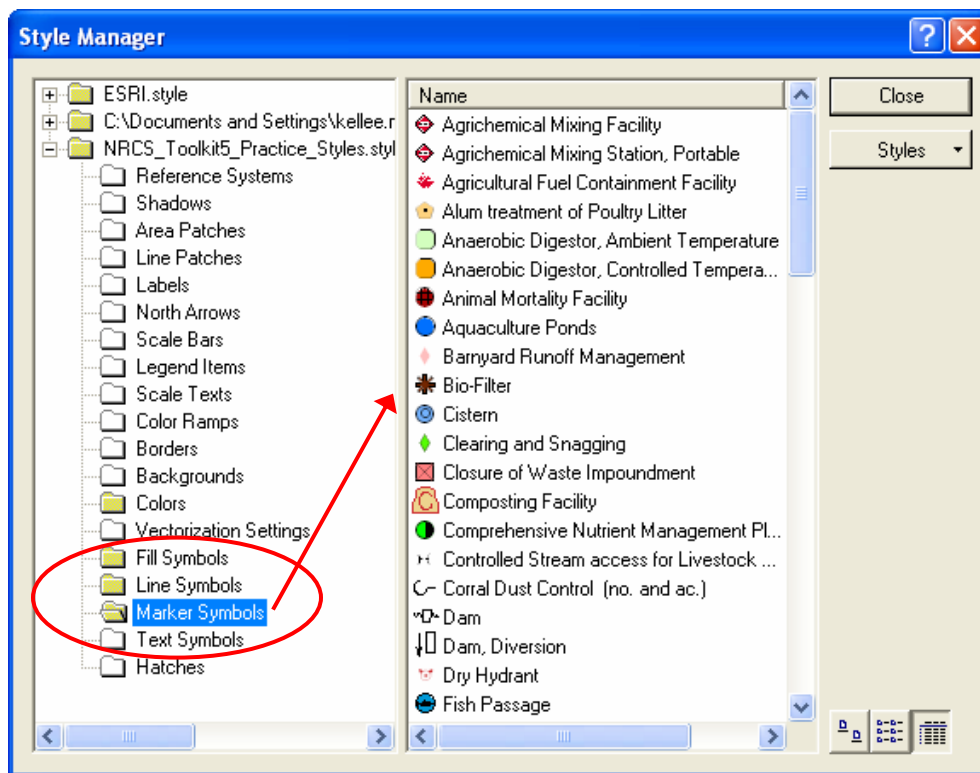 Style Manager
ESRI.style
C:\Documents and Settings\kellee.r
NRCS_Toolkit5_Practice_Styles.styl
Reference Systems
Shadows
Area Patches
Line Patches
Labels
North Arrows
Scale Bars
Legend Items
Scale Texts
Color Ramps
Borders
Backgrounds
Colors
Vectorization Settings
Fill Symbols
Line Symbols
Marker Symbols
Text Symbols
Hatches
Name
Agrichemical Mixing Facility
Agrichemical Mixing Station, Portable
Agricultural Fuel Containment Facility
Alum treatment of Poultry Litter
Anaerobic Digestor, Ambient Temperature
Anaerobic Digestor, Controlled Tempera...
Animal Mortality Facility
Aquaculture Ponds
Barnyard Runoff Management
Bio-Filter
Cistern
Clearing and Snagging
Closure of Waste Impoundment
C Composting Facility
Comprehensive Nutrient Management Pl...
Controlled Stream access for Livestock ...
Corral Dust Control (no. and ac.)
Dam
Dam, Diversion
Dry Hydrant
Fish Passage
Close
Styles